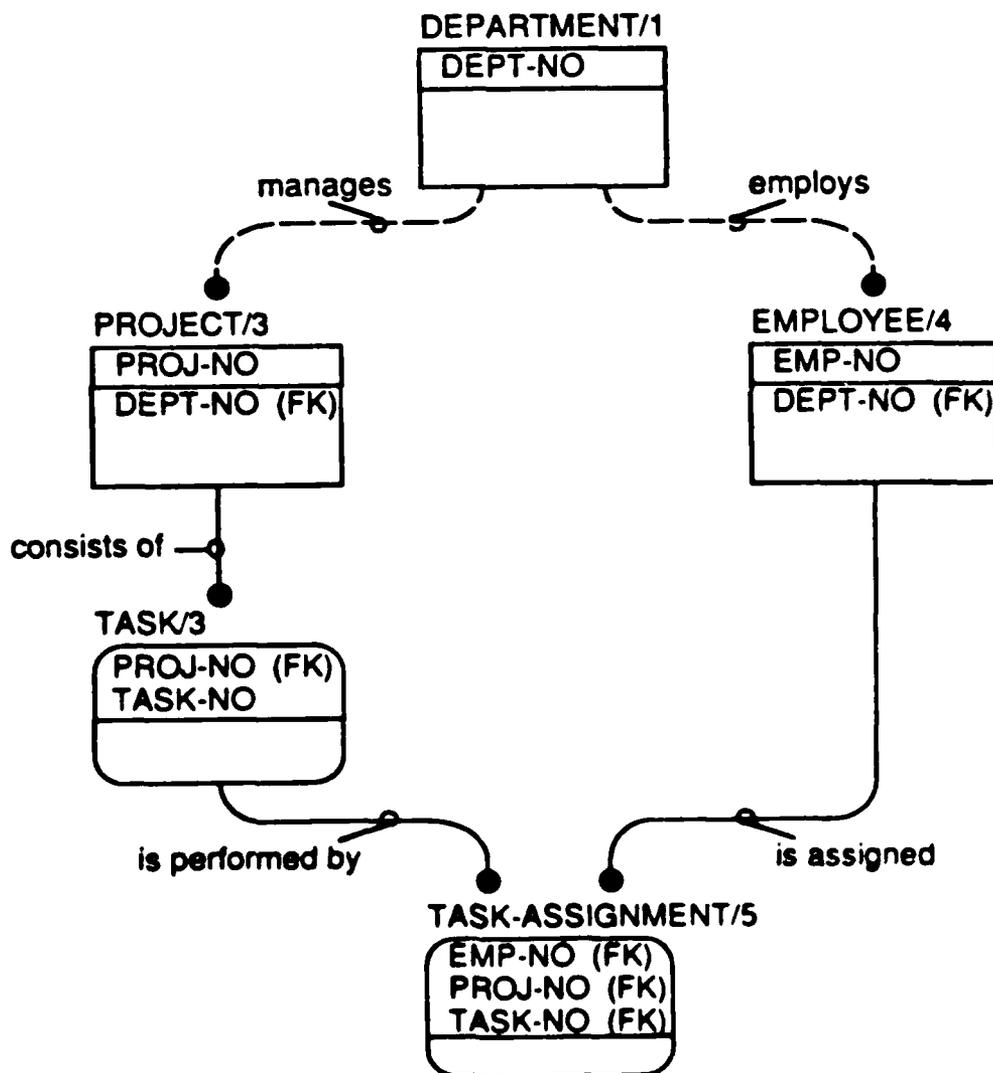 DEPARTMENT/1
DEPT-NO
manages
employs
PROJECT/3
PROJ-NO
DEPT-NO (FK)
EMPLOYEE/4
EMP-NO
DEPT-NO (FK)
consists of
TASK/3
PROJ-NO (FK)
TASK-NO
is performed by
is assigned
TASK-ASSIGNMENT/5
EMP-NO (FK)
PROJ-NO (FK)
TASK-NO (FK)